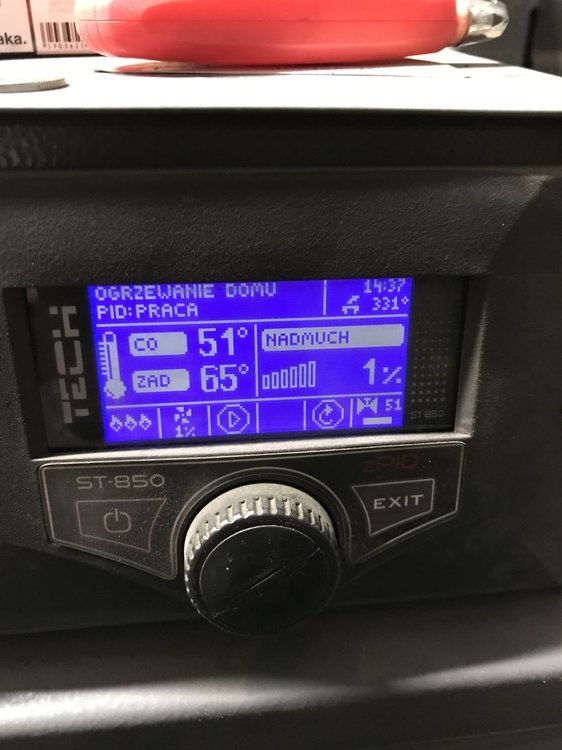 aka.
OGRZEWANIE DOMU
14:37
PID:PRACA
331°
CO 51°
NADMUCH
ZAD 65°
1%
1%
51
TECH
ST-850
ST-850
zPID
EXIT